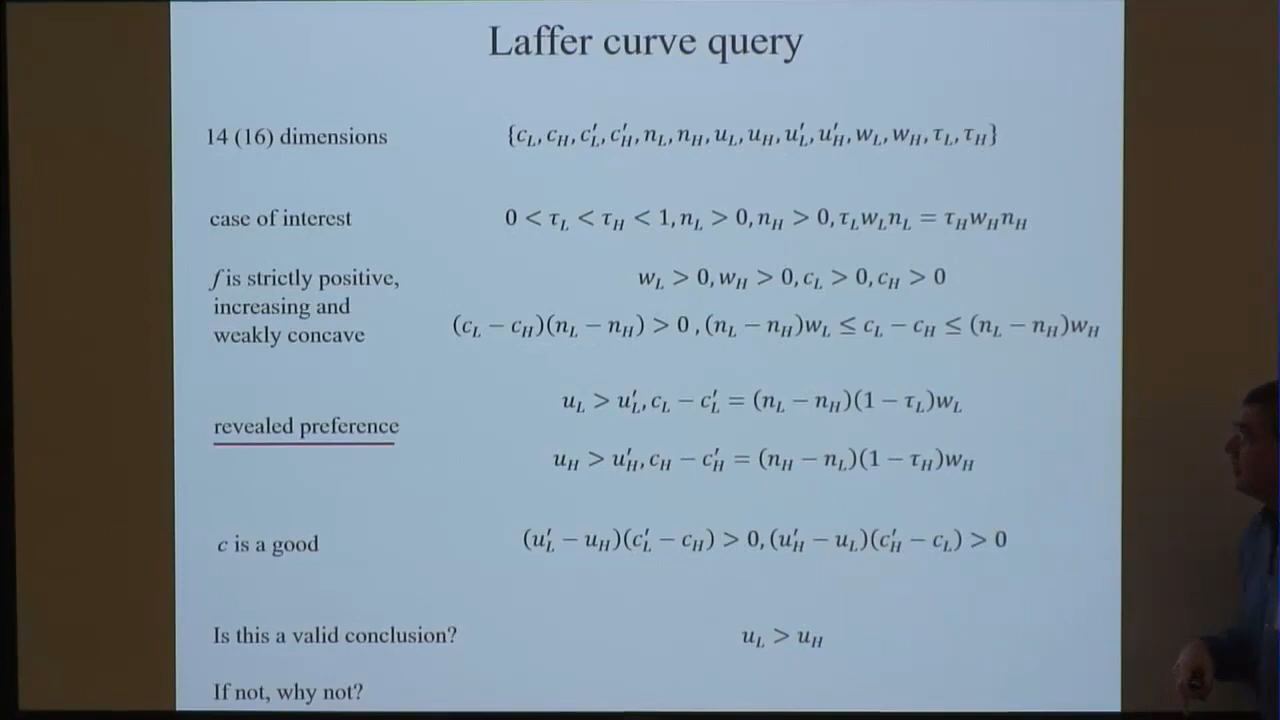 Laffer curve query
14 (16) dimensions {c_L, c_H, c′_L, c′_H, n_L, n_H, u_L, u_H, u′_L, u′_H, w_L, w_H, τ_L, τ_H}
case of interest 0 < τ_L < τ_H < 1, n_L > 0, n_H > 0, τ_L w_L n_L = τ_H w_H n_H
f is strictly positive, w_L > 0, w_H > 0, c_L > 0, c_H > 0
increasing and
weakly concave (c_L − c_H)(n_L − n_H) > 0 , (n_L − n_H)w_L ≤ c_L − c_H ≤ (n_L − n_H)w_H
u_L > u′_L, c_L − c′_L = (n_L − n_H)(1 − τ_L)w_L
revealed preference
u_H > u′_H, c_H − c′_H = (n_H − n_L)(1 − τ_H)w_H
c is a good (u′_L − u_H)(c′_L − c_H) > 0, (u′_H − u_L)(c′_H − c_L) > 0
Is this a valid conclusion? u_L > u_H
If not, why not?